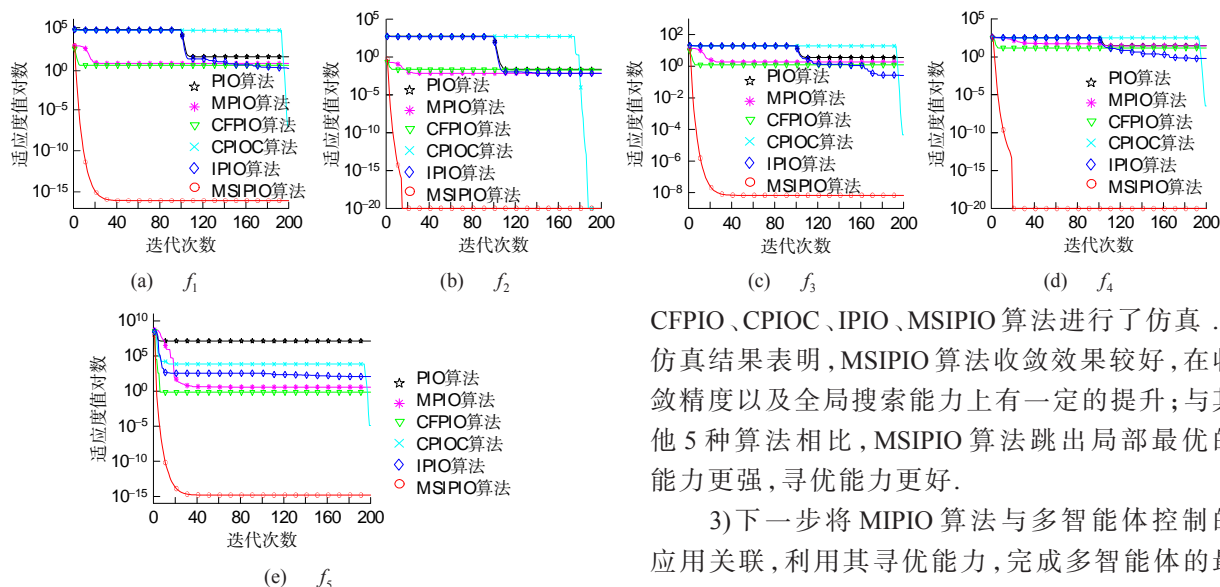 适应度值对数
10^5
10^0
10^-5
10^-10
10^-15
PIO算法
MPIO算法
CFPIO算法
CPIOC算法
IPIO算法
MSIPIO算法
0 40 80 120 160 200
迭代次数
(a) f1
适应度值对数
10^5
10^0
10^-5
10^-10
10^-15
10^-20
PIO算法
MPIO算法
CFPIO算法
CPIOC算法
IPIO算法
MSIPIO算法
0 40 80 120 160 200
迭代次数
(b) f2
适应度值对数
10^+2
10^0
10^-2
10^-4
10^-6
10^-8
PIO算法
MPIO算法
CFPIO算法
CPIOC算法
IPIO算法
MSIPIO算法
0 40 80 120 160 200
迭代次数
(c) f3
适应度值对数
10^5
10^0
10^-5
10^-10
10^-15
10^-20
PIO算法
MPIO算法
CFPIO算法
CPIOC算法
IPIO算法
MSIPIO算法
0 40 80 120 160 200
迭代次数
(d) f4
适应度值对数
10^10
10^5
10^0
10^-5
10^-10
10^-15
PIO算法
MPIO算法
CFPIO算法
CPIOC算法
IPIO算法
MSIPIO算法
0 40 80 120 160 200
迭代次数
(e) f5
CFPIO、CPIOC、IPIO、MSIPIO算法进行了仿真.
仿真结果表明,MSIPIO算法收敛效果较好,在收
敛精度以及全局搜索能力上有一定的提升;与其
他5种算法相比,MSIPIO算法跳出局部最优的
能力更强,寻优能力更好.
3)下一步将MIPIO算法与多智能体控制的
应用关联,利用其寻优能力,完成多智能体的最